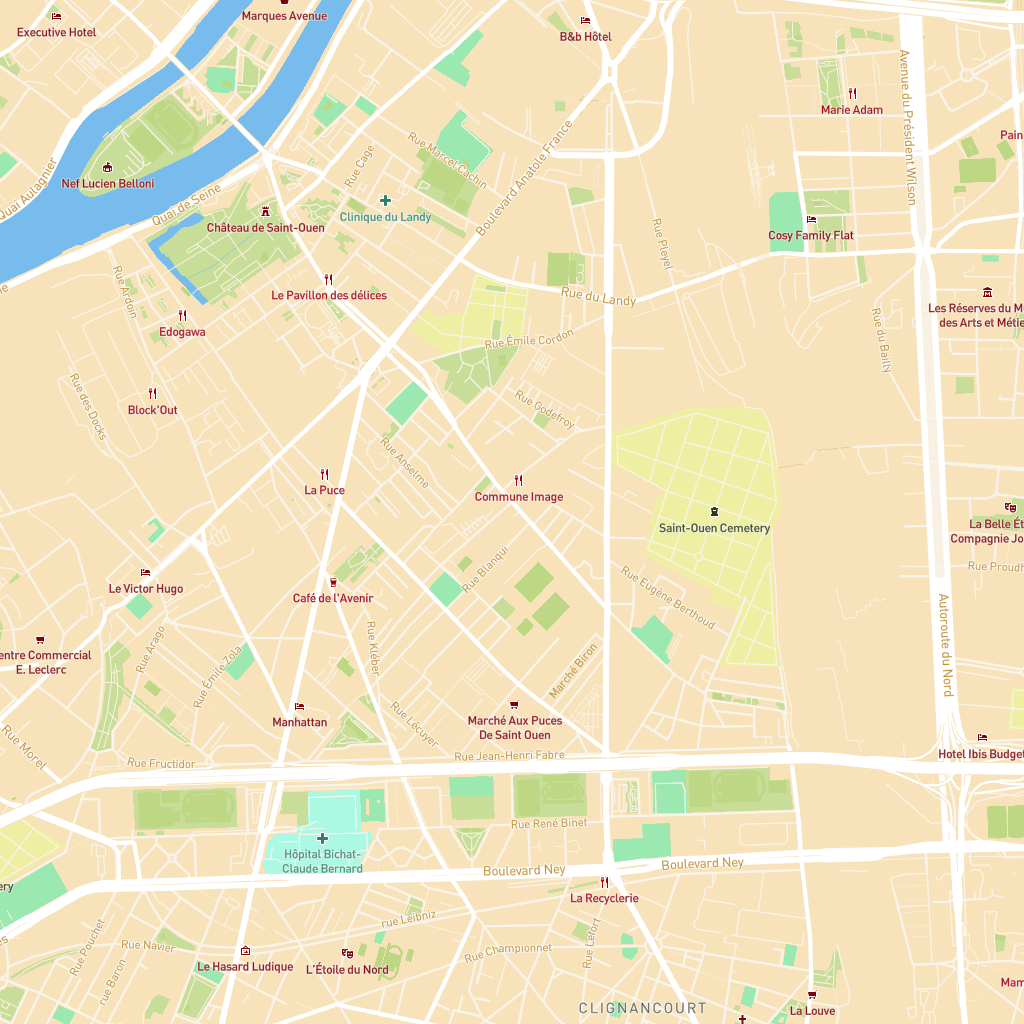 Marques Avenue
Executive Hotel
B&b Hôtel
Marie Adam
Avenue du Président Wilson
Pain
Rue Marcel Cachin
Rue Cage
Boulevard Anatole France
Quai Aulagnier
Nef Lucien Belloni
Quai de Seine
Clinique du Landy
Château de Saint-Ouen
Rue Pleyel
Cosy Family Flat
Rue Ardoin
Le Pavillon des délices
Rue du Landy
Les Réserves du M
des Arts et Métie
Edogawa
Rue Émile Cordon
Rue du Bailly
Rue des Docks
Block'Out
Rue Godefroy
Rue Anselme
La Puce
Commune Image
Saint-Ouen Cemetery
La Belle Ét
Compagnie Jo
Rue Proudh
Rue Blanqui
Le Victor Hugo
Café de l'Avenir
Rue Eugène Berthoud
Autoroute du Nord
Rue Arago
Rue Kléber
entre Commercial
E. Leclerc
Rue Émile Zola
Marché Biron
Manhattan
Rue Lécuyer
Marché Aux Puces
De Saint Ouen
Rue Morel
Rue Fructidor
Rue Jean-Henri Fabre
Hotel Ibis Budget
Rue René Binet
Hôpital Bichat-
Claude Bernard
Boulevard Ney
Boulevard Ney
ery
es
La Recyclerie
rue Léibniz
Rue Pouchet
Rue Navier
Rue Championnet
Rue Lefort
rue Baron
Le Hasard Ludique
L'Étoile du Nord
Mam
CLIGNANCOURT
La Louve